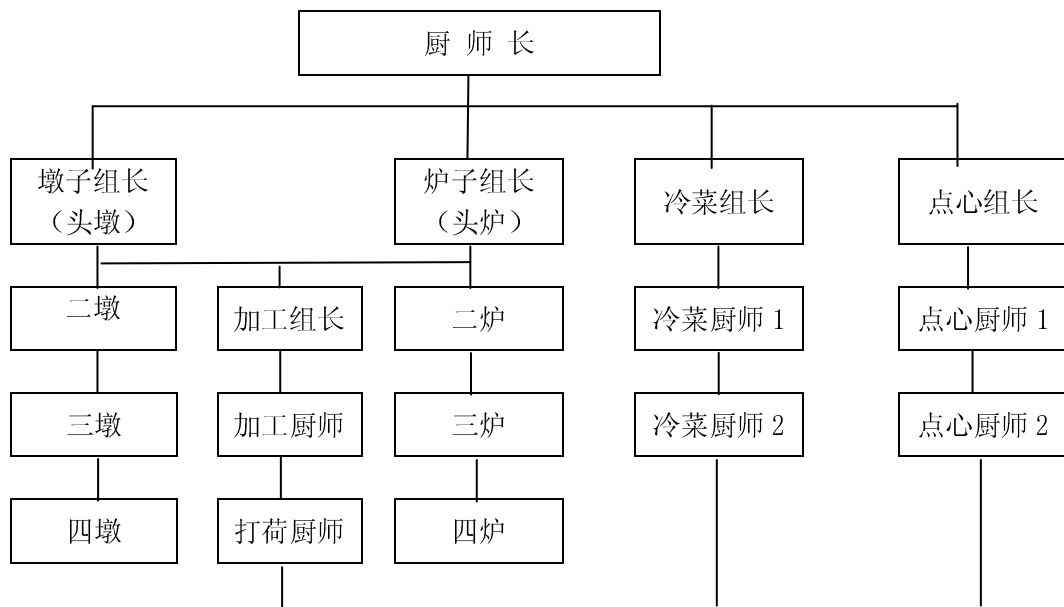 厨 师 长
墩子组长
（头墩）
炉子组长
（头炉）
冷菜组长
点心组长
二墩
加工组长
二炉
冷菜厨师 1
点心厨师 1
三墩
加工厨师
三炉
冷菜厨师 2
点心厨师 2
四墩
打荷厨师
四炉